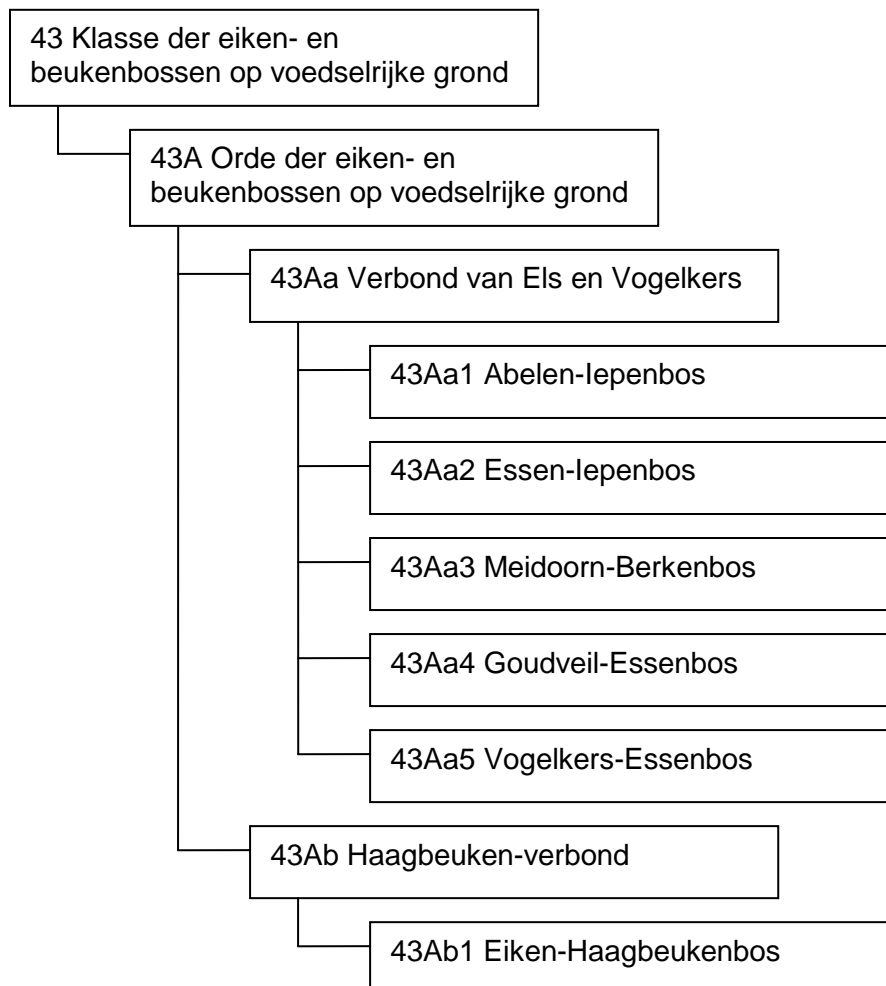 43 Klasse der eiken- en
beukenbossen op voedselrijke grond
43A Orde der eiken- en
beukenbossen op voedselrijke grond
43Aa Verbond van Els en Vogelkers
43Aa1 Abelen-Iepenbos
43Aa2 Essen-Iepenbos
43Aa3 Meidoorn-Berkenbos
43Aa4 Goudveil-Essenbos
43Aa5 Vogelkers-Essenbos
43Ab Haagbeuken-verbond
43Ab1 Eiken-Haagbeukenbos